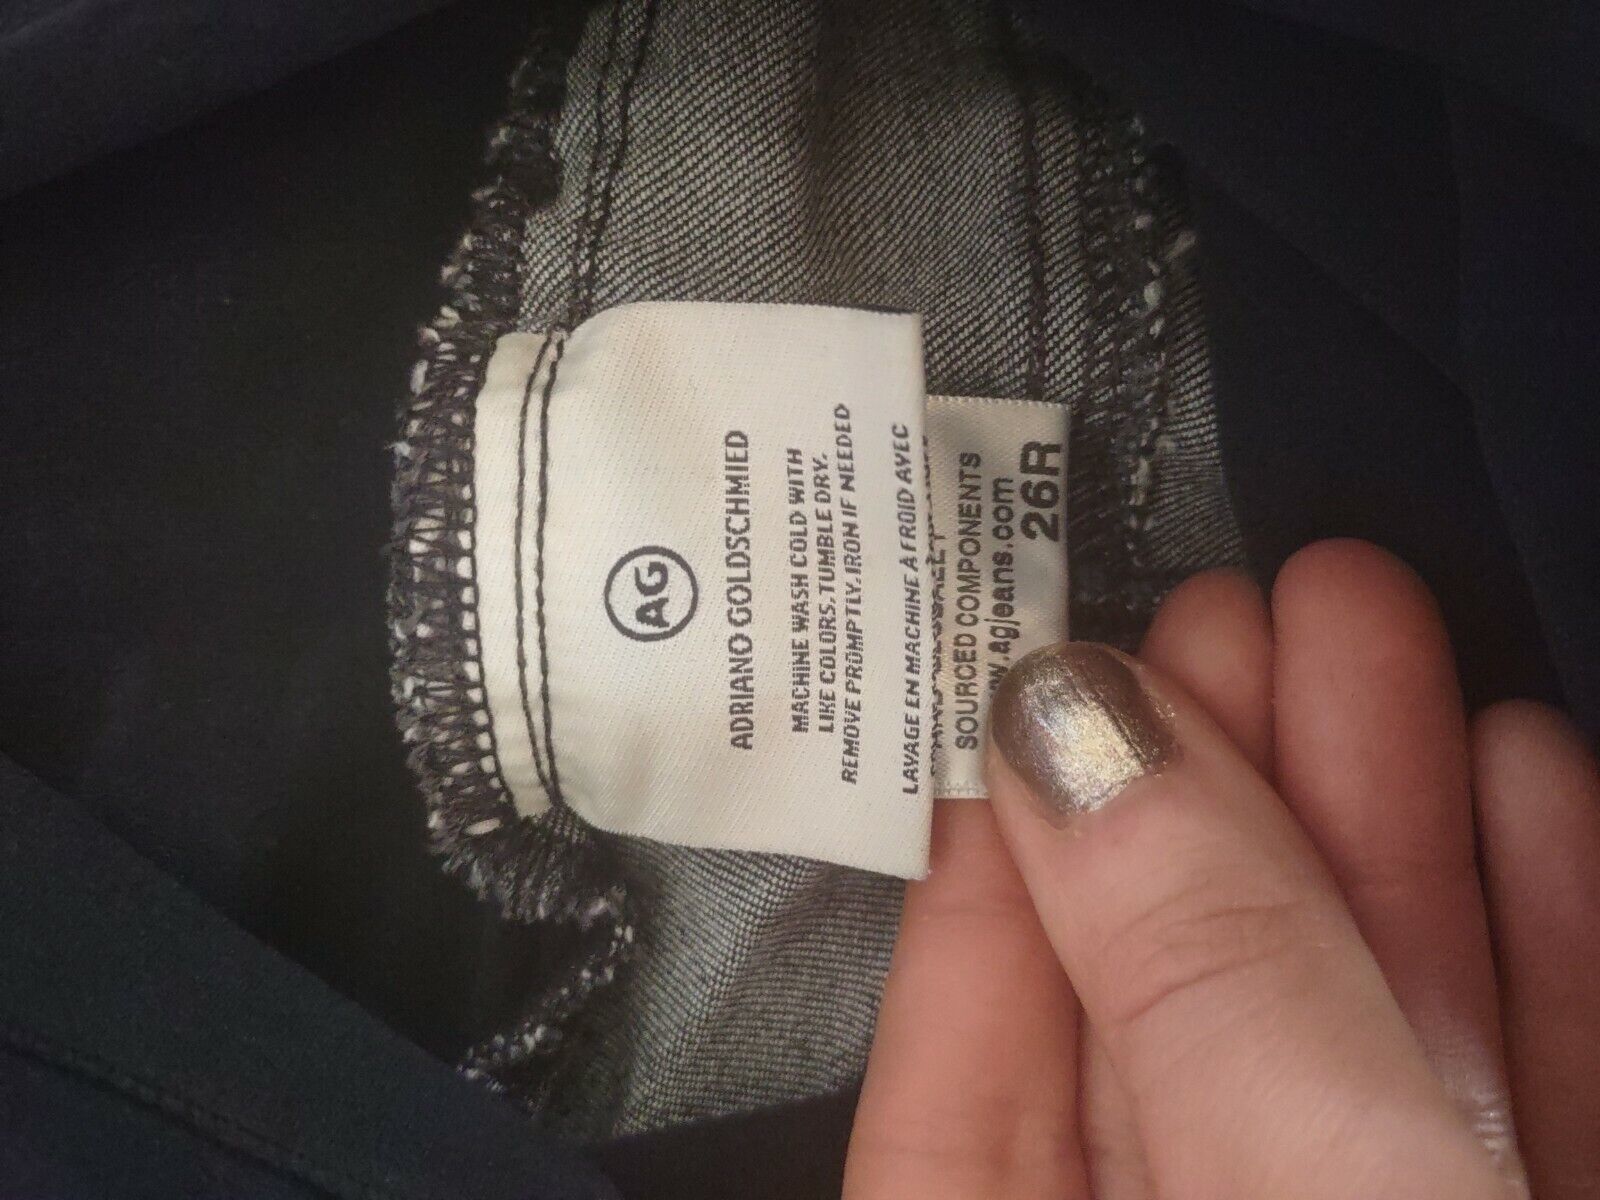 AG
ADRIANO GOLDSCHMIED
MACHINE WASH COLD WITH
LIKE COLORS. TUMBLE DRY.
REMOVE PROMPTLY. IRON IF NEEDED
LAVAGE EN MACHINE À FROID AVEC
SOURCED COMPONENTS
.agjeans.com
26R